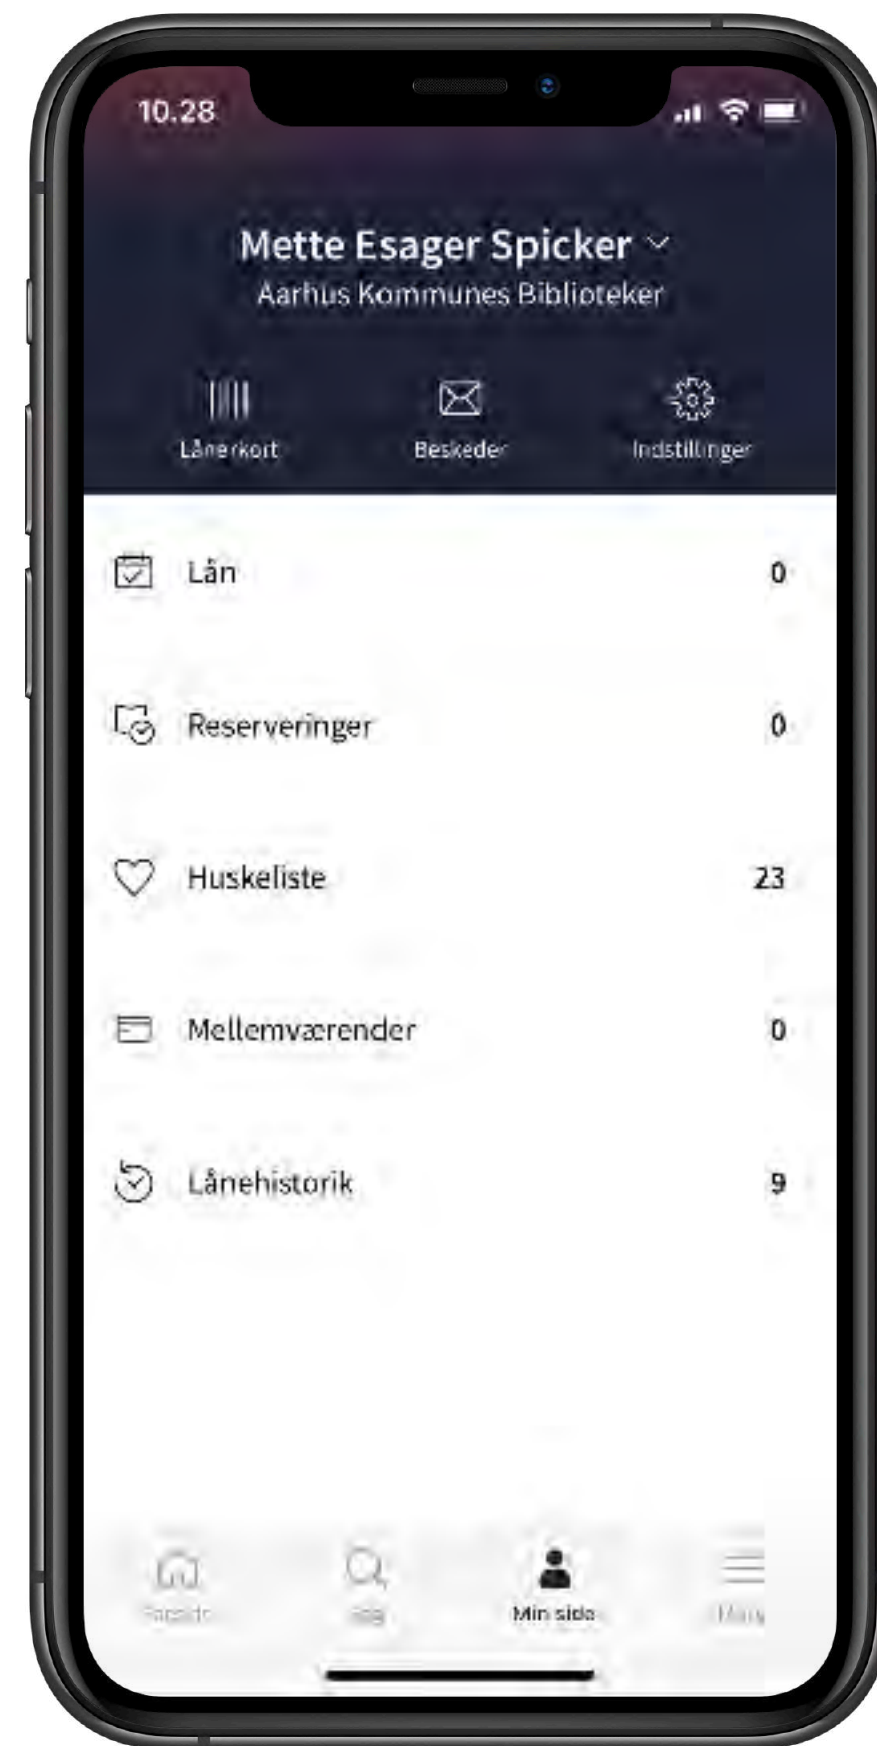 10.28
Mette Esager Spicker
Aarhus Kommunes Biblioteker
Lånerkort
Beskeder
Indstillinger
Lån 0
Reserveringer 0
Huskeliste 23
Mellemværender 0
Lånehistorik 9
Min side